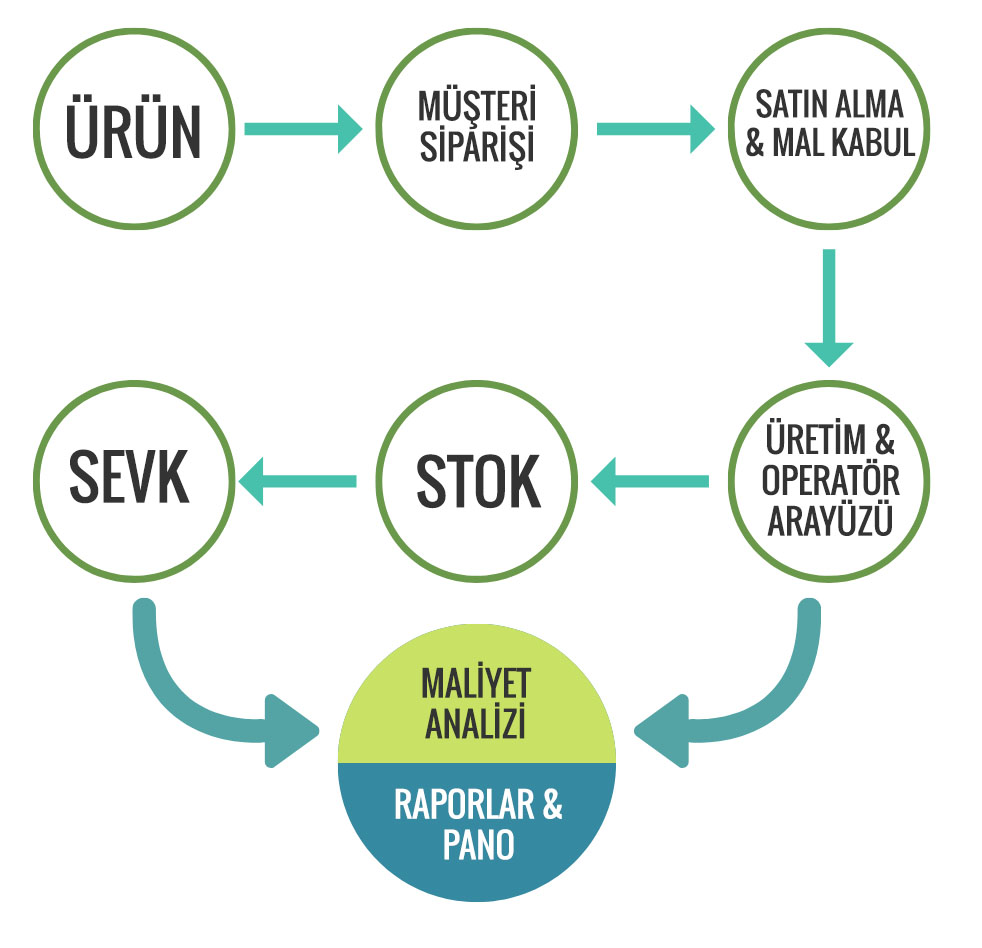 ÜRÜN
MÜŞTERİ
SİPARİŞİ
SATIN ALMA
& MAL KABUL
SEVK
STOK
ÜRETİM &
OPERATÖR
ARAYÜZÜ
MALİYET
ANALİZİ
RAPORLAR &
PANO